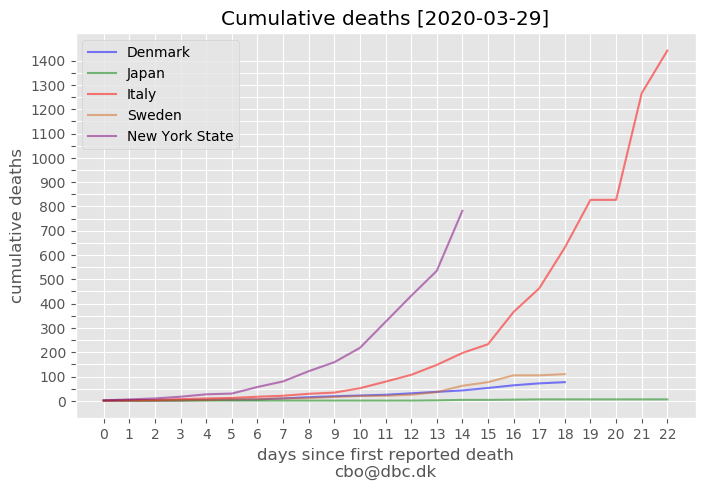 Cumulative deaths [2020-03-29]
Denmark
Japan
Italy
Sweden
New York State
cumulative deaths
1400
1300
1200
1100
1000
900
800
700
600
500
400
300
200
100
0
0 1 2 3 4 5 6 7 8 9 10 11 12 13 14 15 16 17 18 19 20 21 22
days since first reported death
cbo@dbc.dk